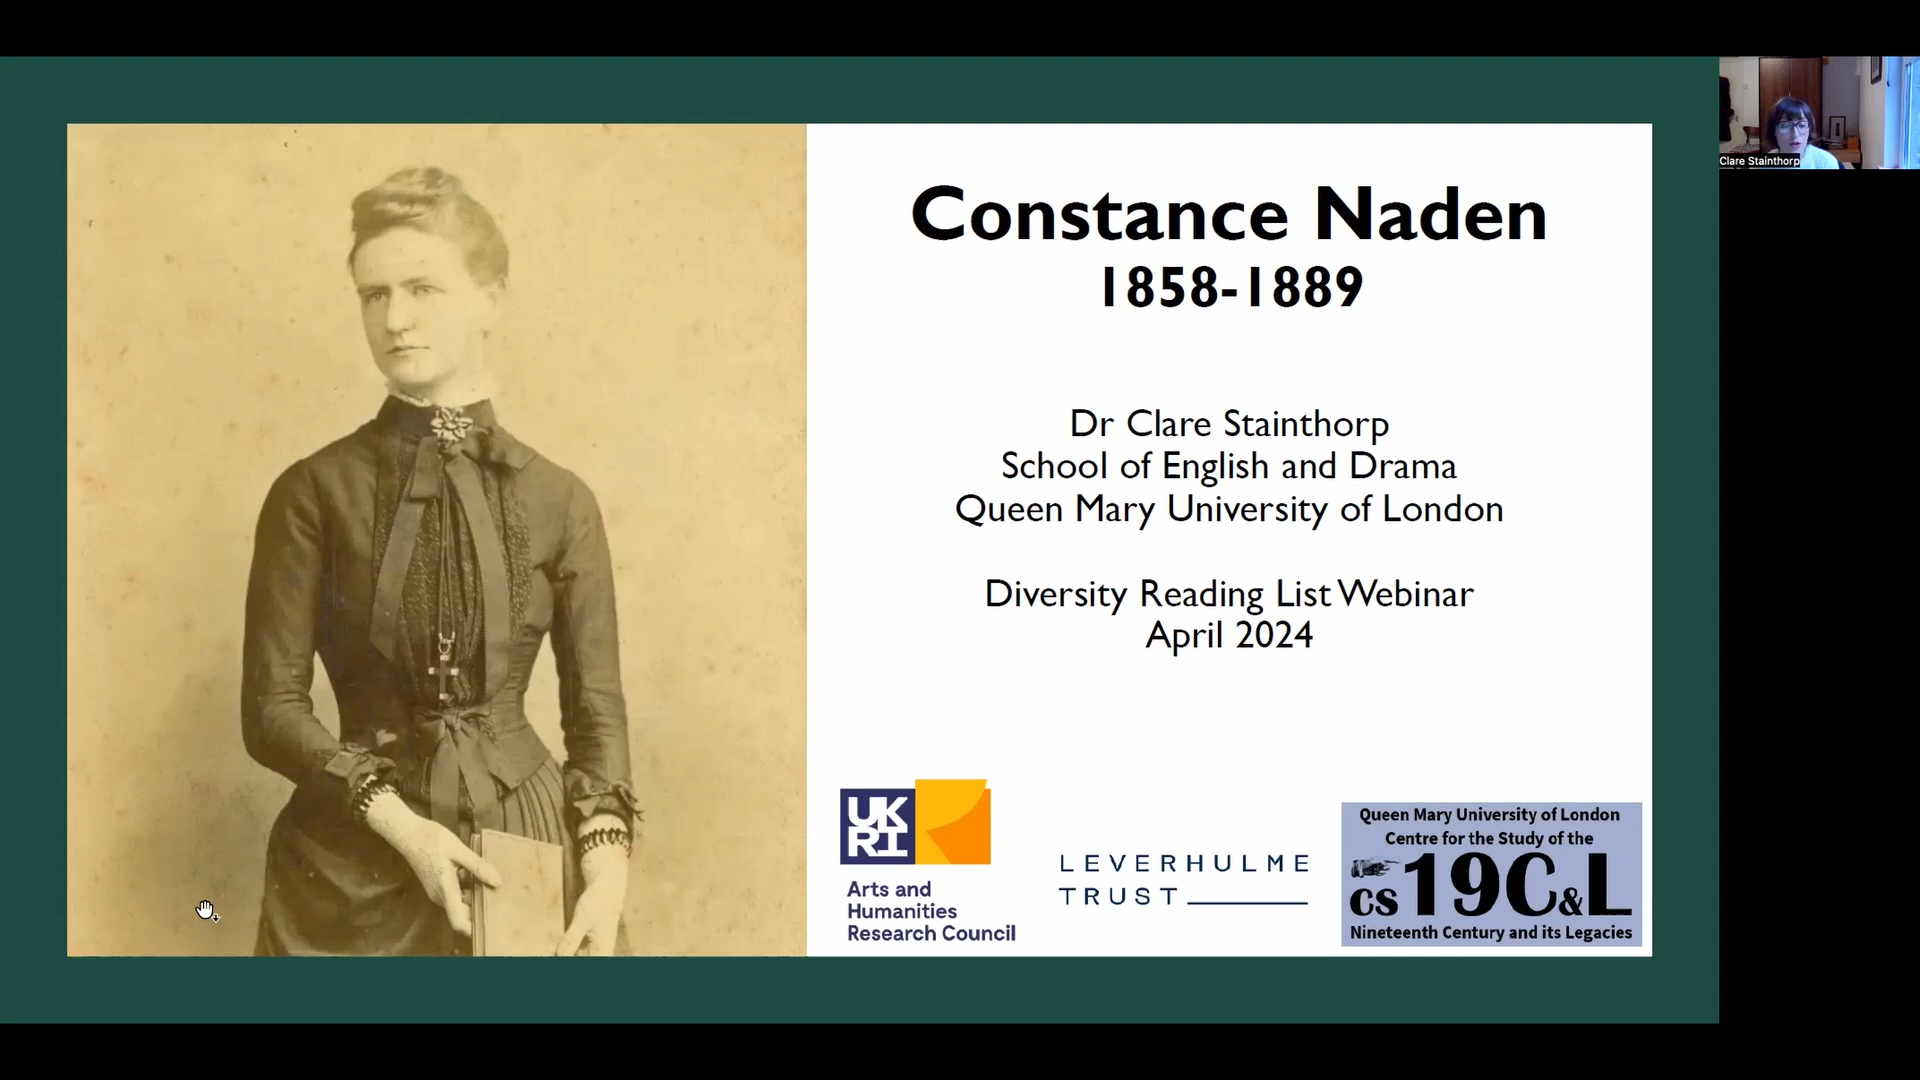 Constance Naden
1858-1889
Dr Clare Stainthorp
School of English and Drama
Queen Mary University of London
Diversity Reading List Webinar
April 2024
UK
RI
Arts and
Humanities
Research Council
LEVERHULME
TRUST
Queen Mary University of London
Centre for the Study of the
cs19C&L
Nineteenth Century and its Legacies
Clare Stainthorp